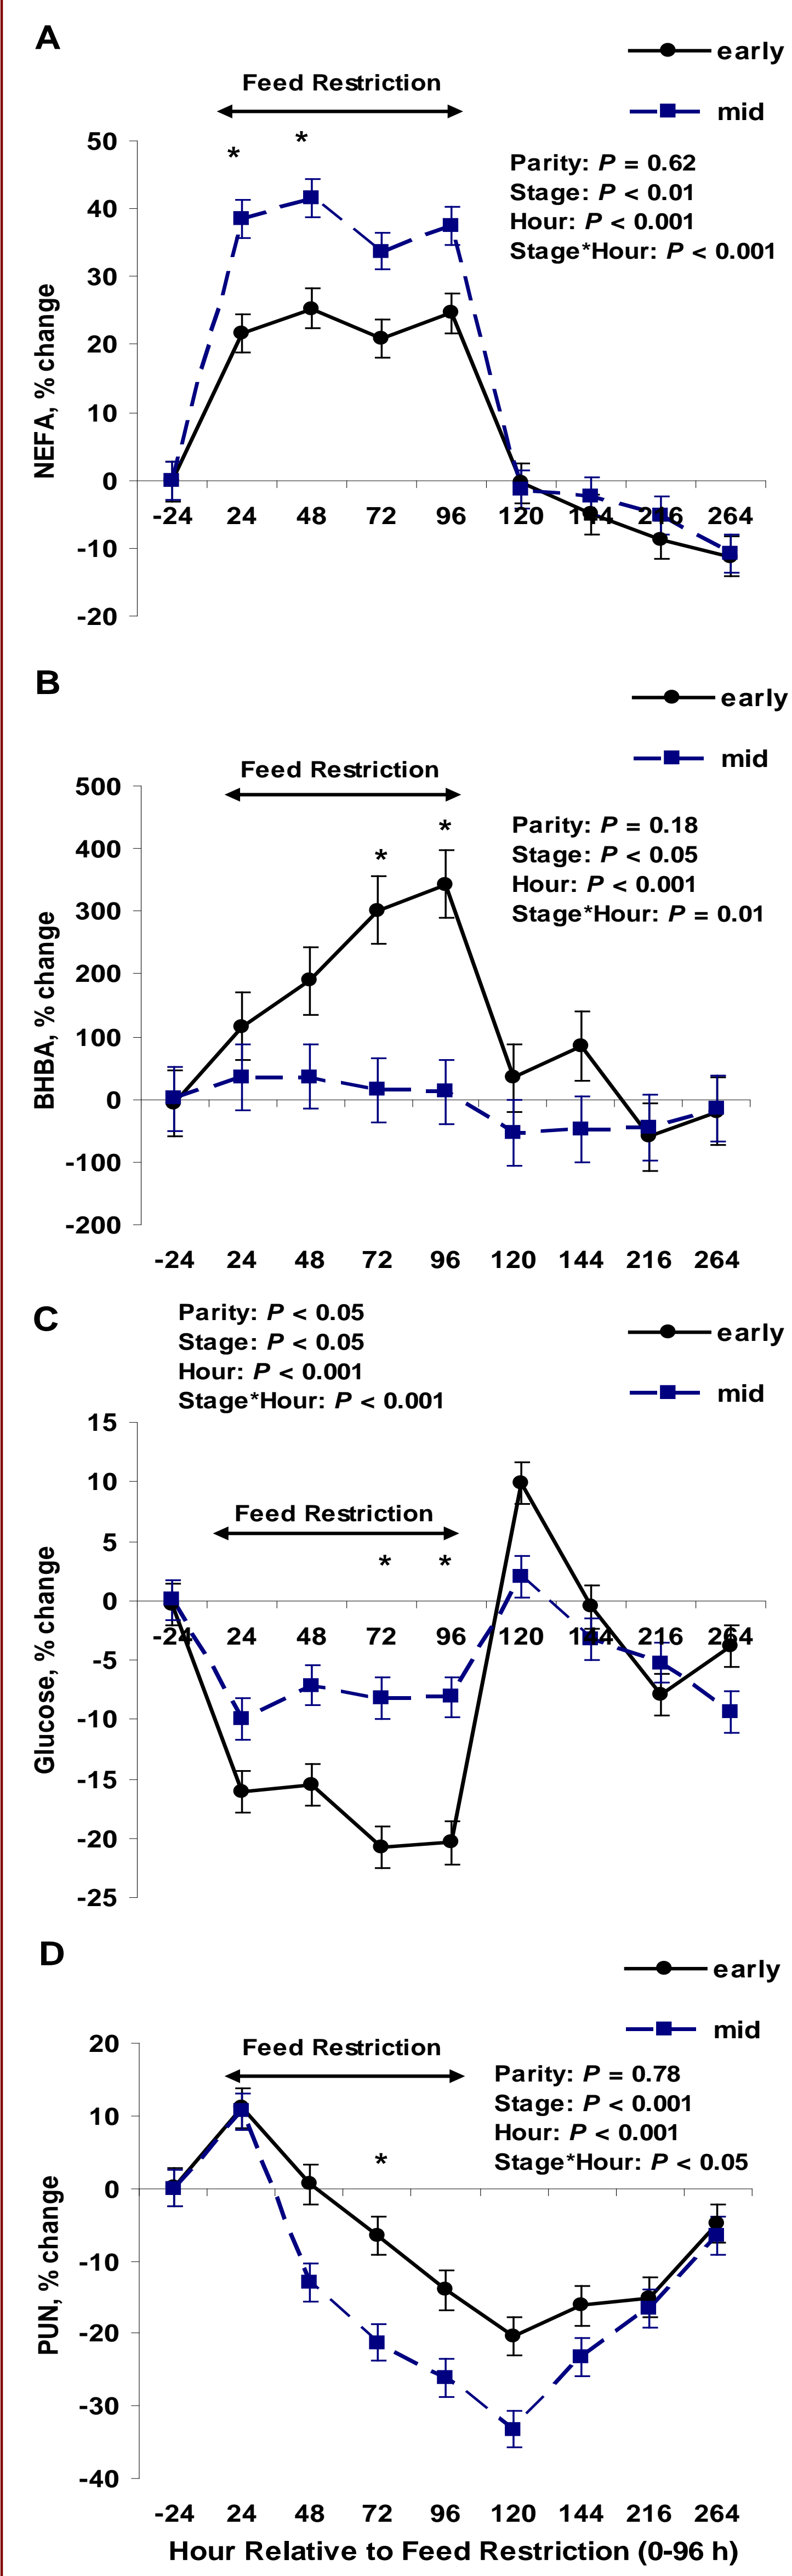 A
early
Feed Restriction
mid
50
* *
Parity: P = 0.62
Stage: P < 0.01
Hour: P < 0.001
Stage*Hour: P < 0.001
40
30
20
10
0
-10
-20
NEFA, % change
-24 24 48 72 96 120 144 216 264
B
early
mid
Feed Restriction
500
400
300
200
100
0
-100
-200
* *
Parity: P = 0.18
Stage: P < 0.05
Hour: P < 0.001
Stage*Hour: P = 0.01
BHBA, % change
-24 24 48 72 96 120 144 216 264
C
Parity: P < 0.05
Stage: P < 0.05
Hour: P < 0.001
Stage*Hour: P < 0.001
early
mid
15
10
5
0
-5
-10
-15
-20
-25
Feed Restriction
* *
Glucose, % change
-24 24 48 72 96 120 144 216 264
D
early
mid
Feed Restriction
20
10
0
-10
-20
-30
-40
Parity: P = 0.78
Stage: P < 0.001
Hour: P < 0.001
Stage*Hour: P < 0.05
*
PUN, % change
-24 24 48 72 96 120 144 216 264
Hour Relative to Feed Restriction (0-96 h)